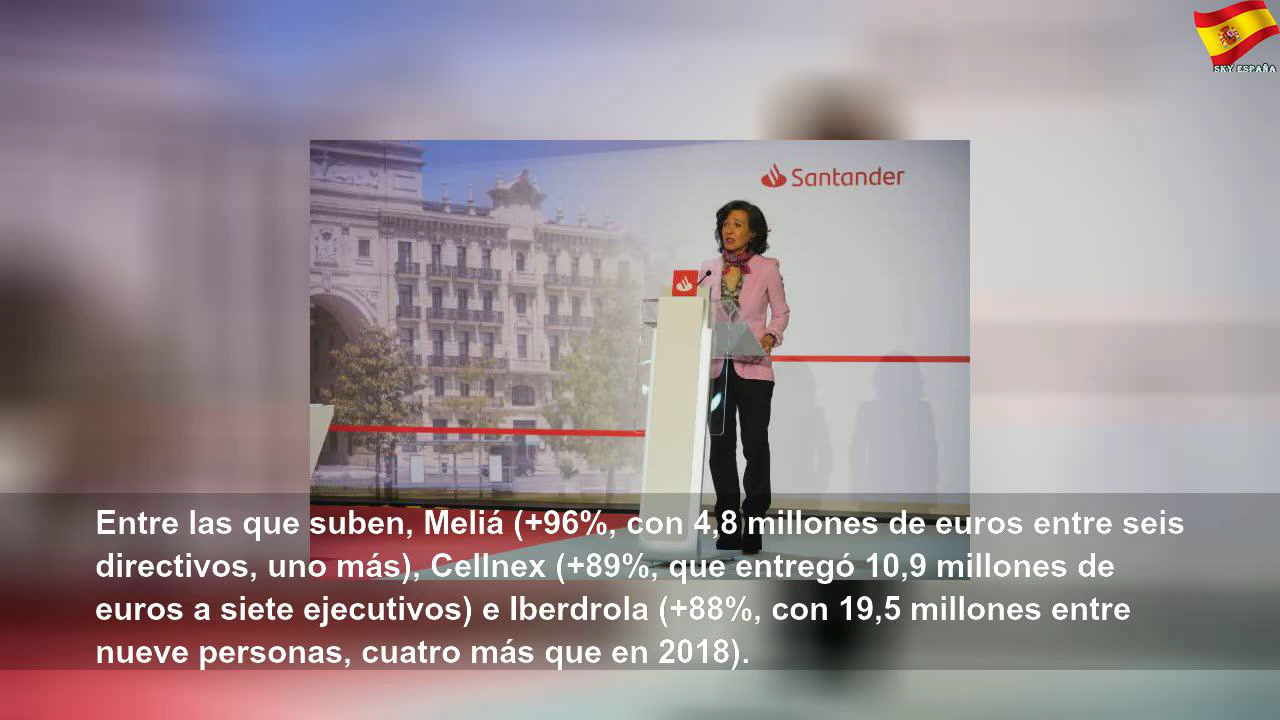 SKY ESPAÑA
Santander
Entre las que suben, Meliá (+96%, con 4,8 millones de euros entre seis
directivos, uno más), Cellnex (+89%, que entregó 10,9 millones de
euros a siete ejecutivos) e Iberdrola (+88%, con 19,5 millones entre
nueve personas, cuatro más que en 2018).